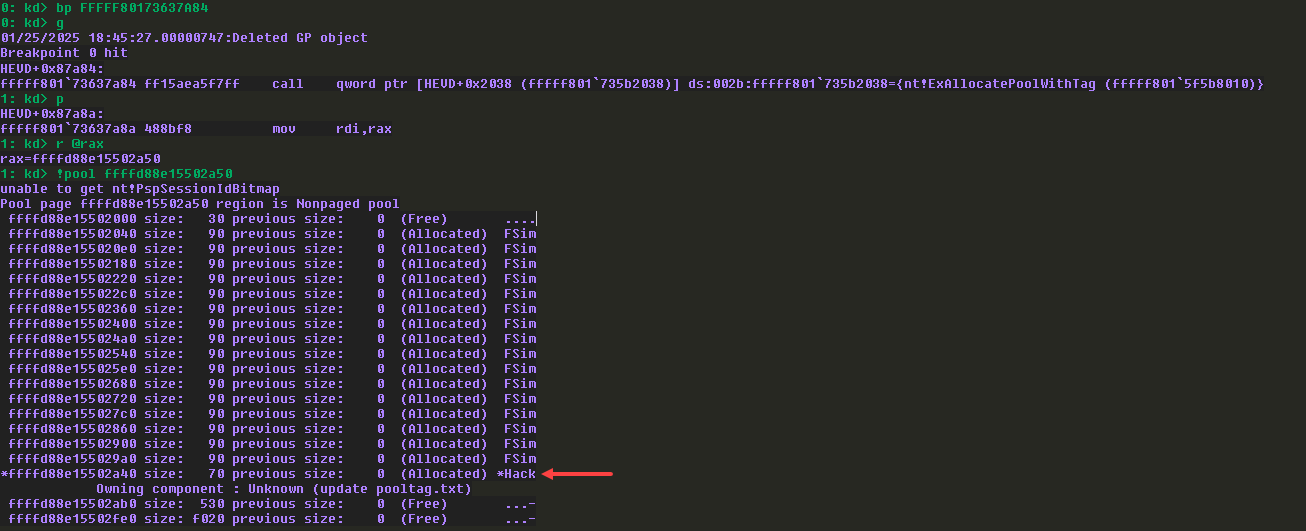 0: kd> bp FFFFF80173637A84
0: kd> g
01/25/2025 18:45:27.00000747:Deleted GP object
Breakpoint 0 hit
HEVD+0x87a84:
fffff801`73637a84 ff15aea5f7ff    call    qword ptr [HEVD+0x2038 (fffff801`735b2038)] ds:002b:fffff801`735b2038={nt!ExAllocatePoolWithTag (fffff801`5f5b8010)}
1: kd> p
HEVD+0x87a8a:
fffff801`73637a8a 488bf8          mov     rdi,rax
1: kd> r @rax
rax=ffffd88e15502a50
1: kd> !pool ffffd88e15502a50
unable to get nt!PspSessionIdBitmap
Pool page ffffd88e15502a50 region is Nonpaged pool
 ffffd88e15502000 size:   30 previous size:    0  (Free)       ....
 ffffd88e15502040 size:   90 previous size:    0  (Allocated)  FSim
 ffffd88e155020e0 size:   90 previous size:    0  (Allocated)  FSim
 ffffd88e15502180 size:   90 previous size:    0  (Allocated)  FSim
 ffffd88e15502220 size:   90 previous size:    0  (Allocated)  FSim
 ffffd88e155022c0 size:   90 previous size:    0  (Allocated)  FSim
 ffffd88e15502360 size:   90 previous size:    0  (Allocated)  FSim
 ffffd88e15502400 size:   90 previous size:    0  (Allocated)  FSim
 ffffd88e155024a0 size:   90 previous size:    0  (Allocated)  FSim
 ffffd88e15502540 size:   90 previous size:    0  (Allocated)  FSim
 ffffd88e155025e0 size:   90 previous size:    0  (Allocated)  FSim
 ffffd88e15502680 size:   90 previous size:    0  (Allocated)  FSim
 ffffd88e15502720 size:   90 previous size:    0  (Allocated)  FSim
 ffffd88e155027c0 size:   90 previous size:    0  (Allocated)  FSim
 ffffd88e15502860 size:   90 previous size:    0  (Allocated)  FSim
 ffffd88e15502900 size:   90 previous size:    0  (Allocated)  FSim
 ffffd88e155029a0 size:   90 previous size:    0  (Allocated)  FSim
*ffffd88e15502a40 size:   70 previous size:    0  (Allocated) *Hack
            Owning component : Unknown (update pooltag.txt)
 ffffd88e15502ab0 size:  530 previous size:    0  (Free)       ...-
 ffffd88e15502fe0 size: f020 previous size:    0  (Free)       ...-